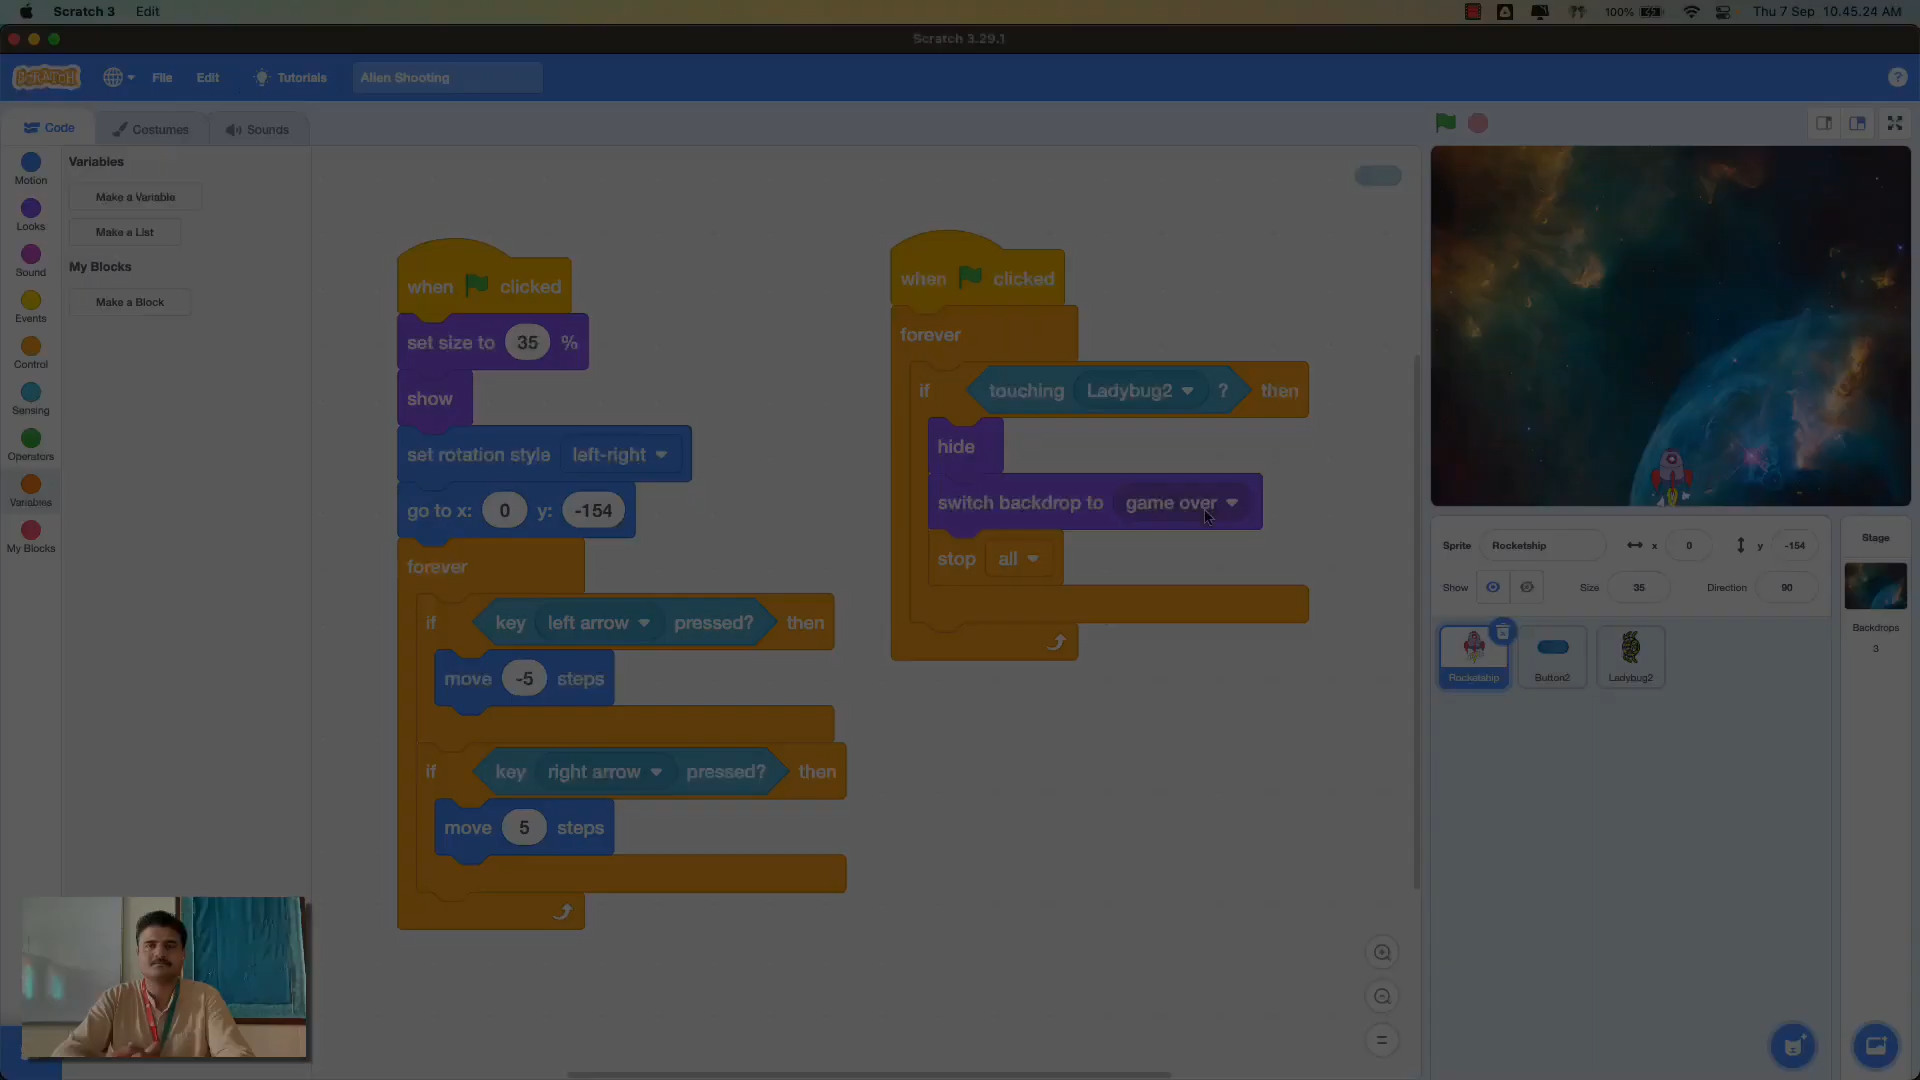 Scratch 3 Edit
100% Thu 7 Sep 10.45.24 AM
Scratch 3.29.1
SCRATCH File Edit Tutorials Alien Shooting ?
Code Costumes Sounds
Motion
Looks
Sound
Events
Control
Sensing
Operators
Variables
My Blocks
Variables
Make a Variable
Make a List
My Blocks
Make a Block
when clicked
set size to 35 %
show
set rotation style left-right
go to x: 0 y: -154
forever
if key left arrow pressed? then
move -5 steps
if key right arrow pressed? then
move 5 steps
when clicked
forever
if touching Ladybug2 ? then
hide
switch backdrop to game over
stop all
Sprite Rocketship x 0 y -154
Show Size 35 Direction 90
Rocketship Button2 Ladybug2
Stage
Backdrops
3